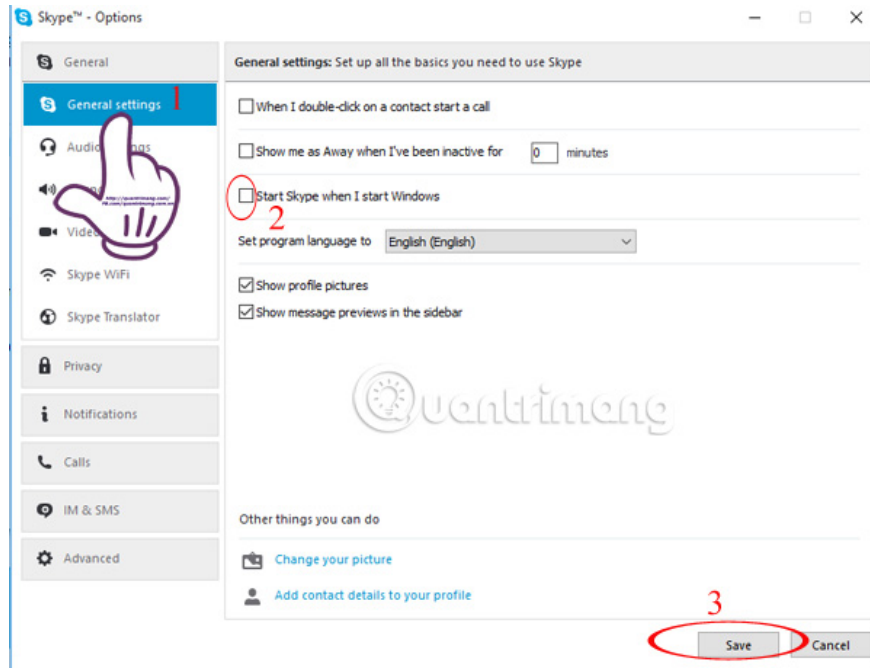 Skype™ - Options
General
General settings 1
Audio
Video
Skype WiFi
Skype Translator
Privacy
Notifications
Calls
IM & SMS
Advanced
General settings: Set up all the basics you need to use Skype
When I double-click on a contact start a call
Show me as Away when I've been inactive for 0 minutes
Start Skype when I start Windows
2
Set program language to English (English)
Show profile pictures
Show message previews in the sidebar
Quantrimang
Other things you can do
Change your picture
Add contact details to your profile
3
Save Cancel